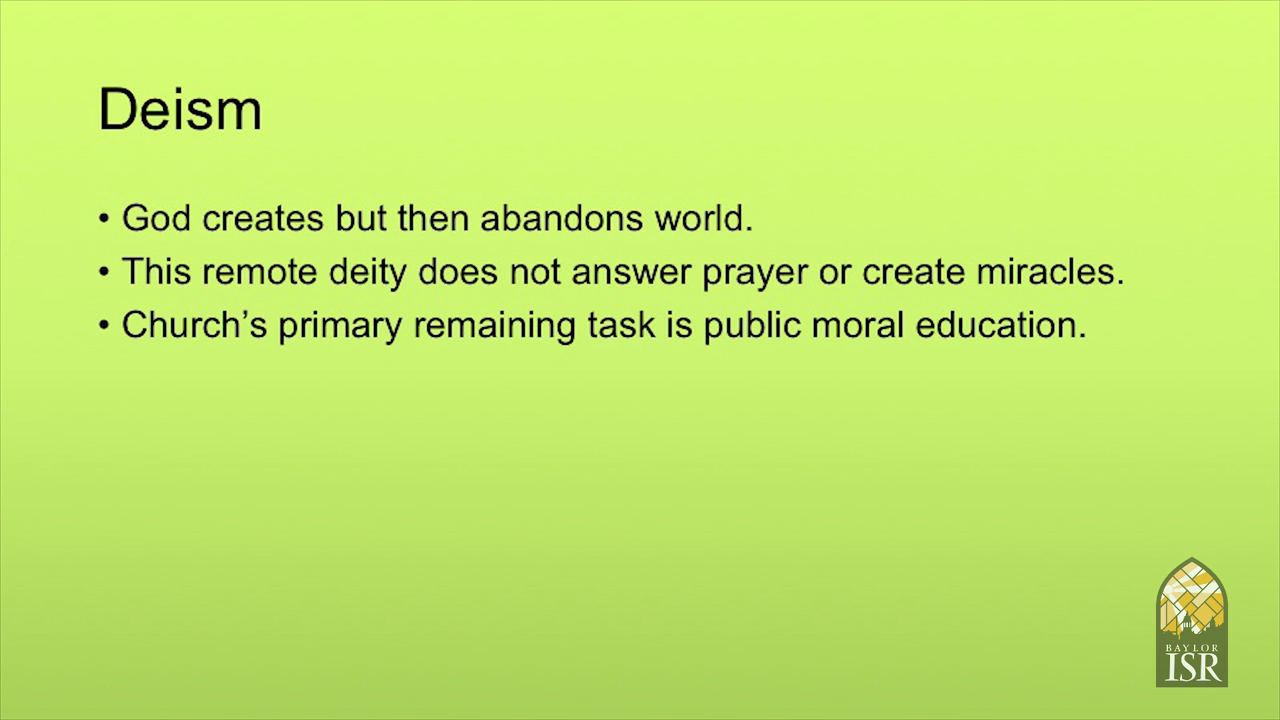 Deism
• God creates but then abandons world.
• This remote deity does not answer prayer or create miracles.
• Church’s primary remaining task is public moral education.
BAYLOR
ISR